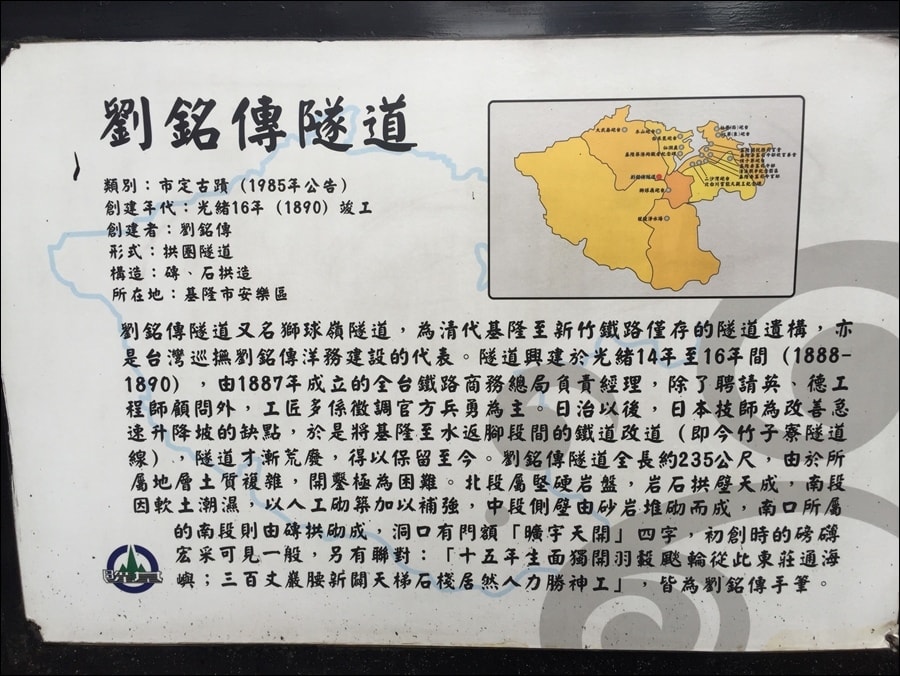 劉銘傳隧道
類別：市定古蹟（1985年公告）
創建年代：光緒16年（1890）竣工
創建者：劉銘傳
形式：拱圈隧道
構造：磚、石拱造
所在地：基隆市安樂區
劉銘傳隧道又名獅球嶺隧道，為清代基隆至新竹鐵路僅存的隧道遺構，亦
是台灣巡撫劉銘傳洋務建設的代表。隧道興建於光緒14年至16年間（1888-
1890），由1887年成立的全台鐵路商務總局負責經理，除了聘請英、德工
程師顧問外，工匠多係徵調官方兵勇為主。日治以後，日本技師為改善急
速升降坡的缺點，於是將基隆至水返腳段間的鐵道改道（即今竹子寮隧道
線），隧道才漸荒廢，得以保留至今。劉銘傳隧道全長約235公尺，由於所
屬地層土質複雜，開鑿極為困難。北段屬堅硬岩盤，岩石拱壁天成，南段
因軟土潮濕，以人工砌築加以補強，中段側壁由砂岩堆砌而成，南口所屬
的南段則由磚拱砌成，洞口有門額「曠宇天開」四字，初創時的磅礡
宏采可見一般，另有聯對：「十五年生面獨開羽轂飈輪從此東莊通海
嶼；三百丈巖腰新闢天梯石棧居然人力勝神工」，皆為劉銘傳手筆。